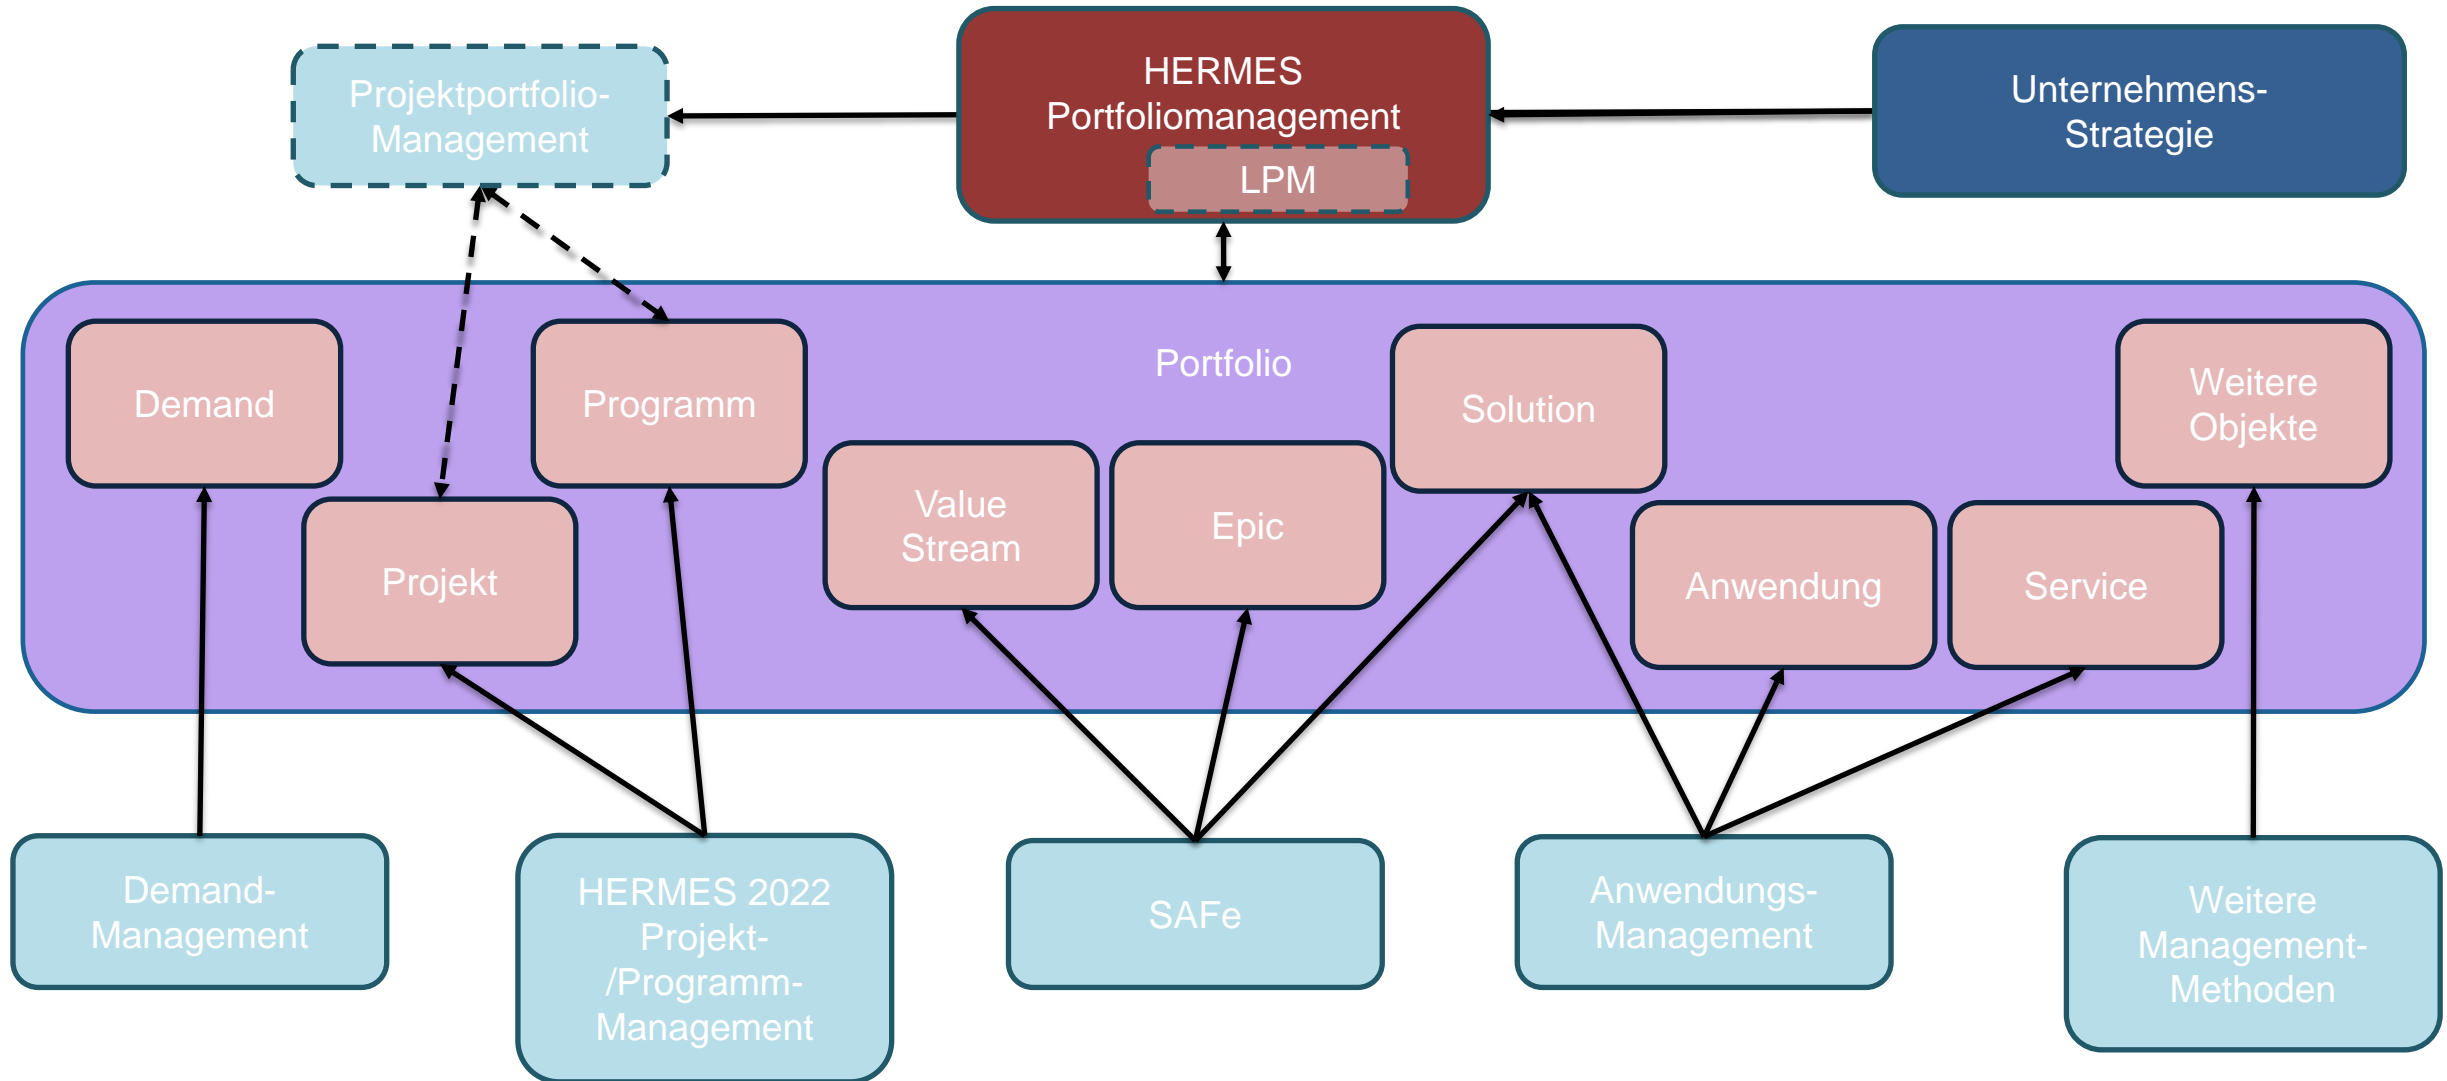 Projektportfolio-
Management
HERMES
Portfoliomanagement
LPM
Unternehmens-
Strategie
Portfolio
Demand
Projekt
Programm
Value
Stream
Epic
Solution
Anwendung
Service
Weitere
Objekte
Demand-
Management
HERMES 2022
Projekt-
/Programm-
Management
SAFe
Anwendungs-
Management
Weitere
Management-
Methoden